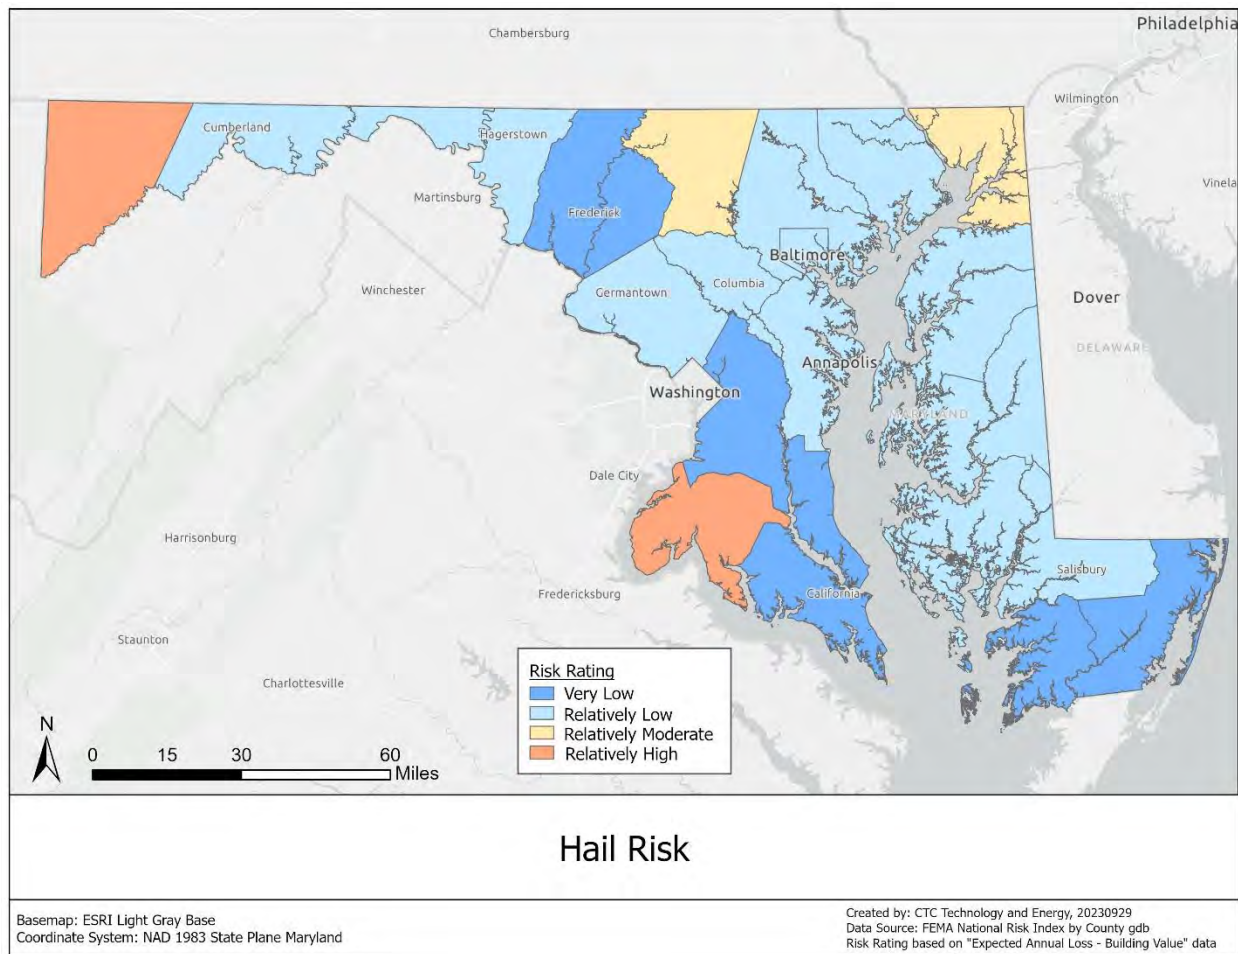 Philadelphia
Chambersburg
Wilmington
Cumberland
Hagerstown
Martinsburg
Vinela
Frederick
Baltimore
Columbia
Winchester
Germantown
Dover
DELAWARE
Annapolis
Washington
MARYLAND
Dale City
Harrisonburg
Salisbury
Fredericksburg
California
Staunton
Charlottesville
Risk Rating
Very Low
Relatively Low
Relatively Moderate
Relatively High
N
0 15 30 60
Miles
Hail Risk
Basemap: ESRI Light Gray Base
Coordinate System: NAD 1983 State Plane Maryland
Created by: CTC Technology and Energy, 20230929
Data Source: FEMA National Risk Index by County gdb
Risk Rating based on "Expected Annual Loss - Building Value" data